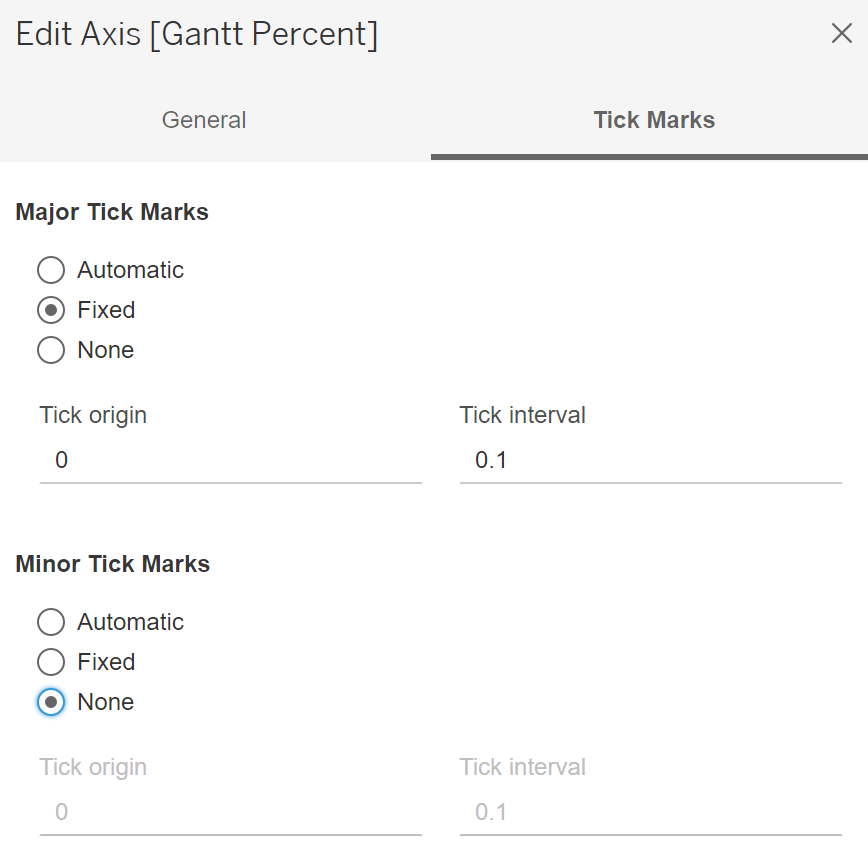 Edit Axis [Gantt Percent]
General Tick Marks
Major Tick Marks
Automatic
Fixed
None
Tick origin Tick interval
0 0.1
Minor Tick Marks
Automatic
Fixed
None
Tick origin Tick interval
0 0.1